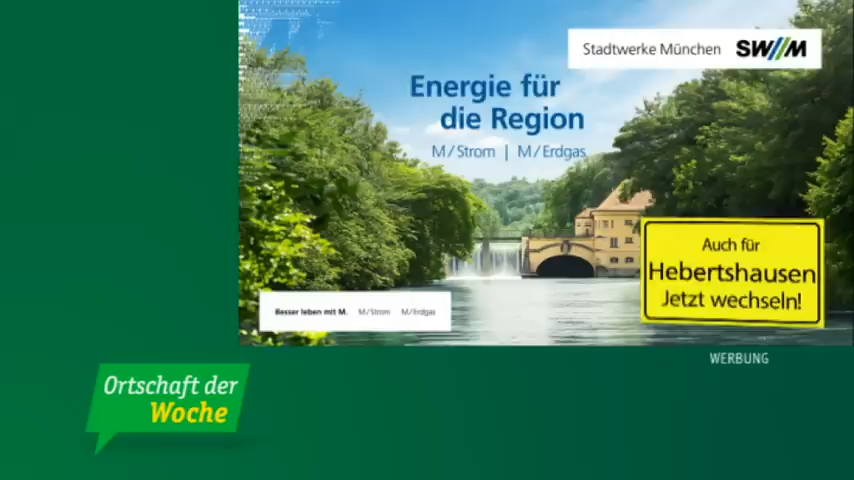 Stadtwerke München SWM
Energie für
die Region
M/Strom | M/Erdgas
Auch für
Hebertshausen
Jetzt wechseln!
Besser leben mit M. M/Strom M/Erdgas
WERBUNG
Ortschaft der
Woche